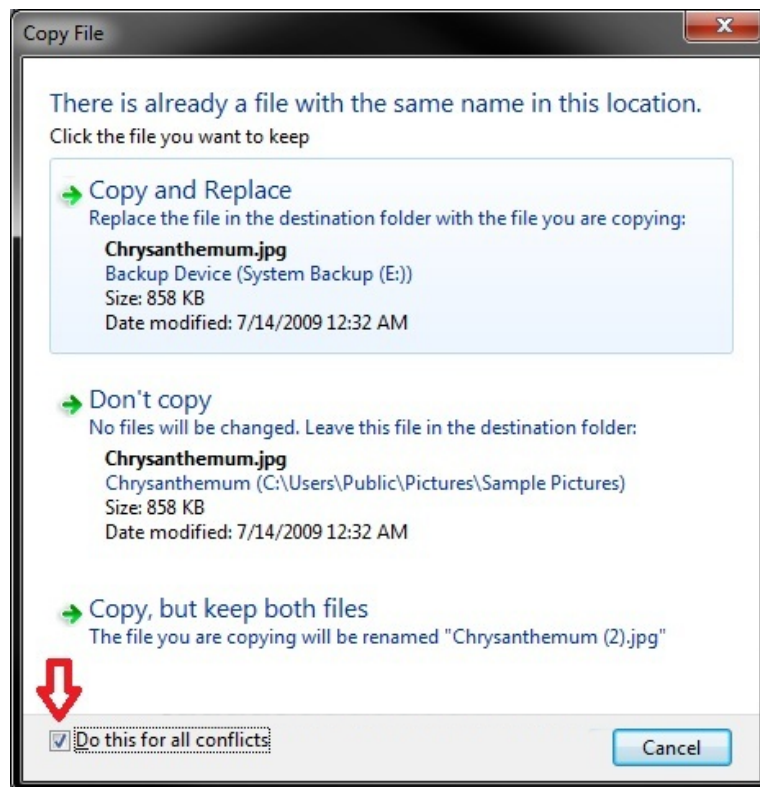 Copy File
There is already a file with the same name in this location.
Click the file you want to keep
Copy and Replace
Replace the file in the destination folder with the file you are copying:
Chrysanthemum.jpg
Backup Device (System Backup (E:))
Size: 858 KB
Date modified: 7/14/2009 12:32 AM
Don't copy
No files will be changed. Leave this file in the destination folder:
Chrysanthemum.jpg
Chrysanthemum (C:\Users\Public\Pictures\Sample Pictures)
Size: 858 KB
Date modified: 7/14/2009 12:32 AM
Copy, but keep both files
The file you are copying will be renamed "Chrysanthemum (2).jpg"
Do this for all conflicts
Cancel